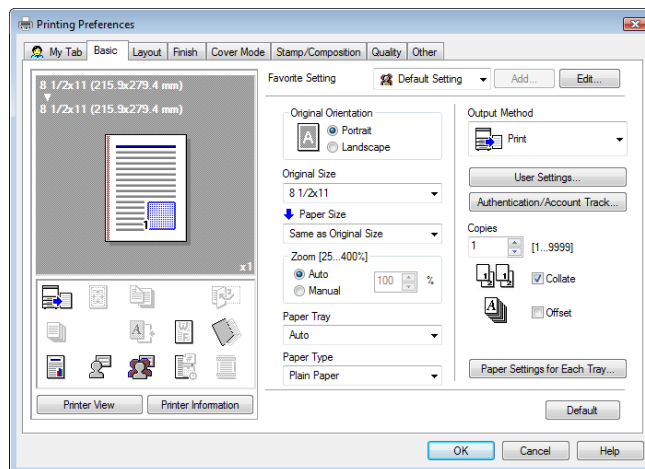 Printing Preferences
My Tab Basic Layout Finish Cover Mode Stamp/Composition Quality Other
8 1/2x11 (215.9x279.4 mm)
8 1/2x11 (215.9x279.4 mm)
1
x1
Printer View Printer Information
Favorite Setting Default Setting Add... Edit...
Original Orientation
A
Portrait
Landscape
Original Size
8 1/2x11
Paper Size
Same as Original Size
Zoom [25...400%]
Auto
Manual
100 %
Paper Tray
Auto
Paper Type
Plain Paper
Output Method
Print
User Settings...
Authentication/Account Track...
Copies
1 [1...9999]
Collate
Offset
Paper Settings for Each Tray...
Default
OK Cancel Help